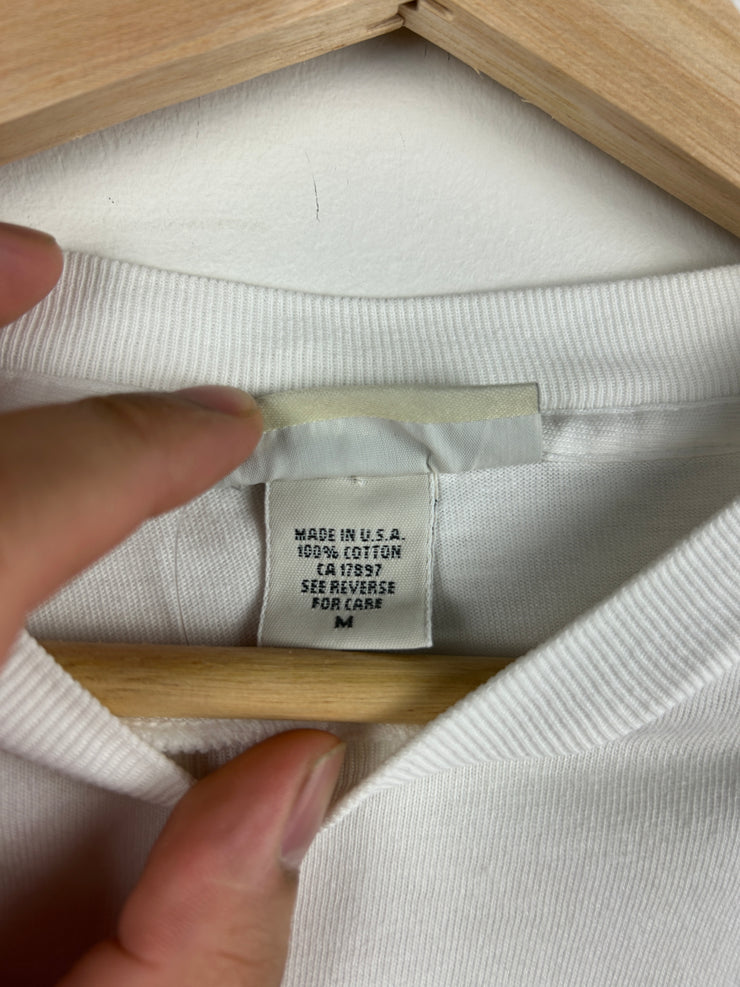 MADE IN U.S.A.
100% COTTON
CA 17897
SEE REVERSE
FOR CARE
M